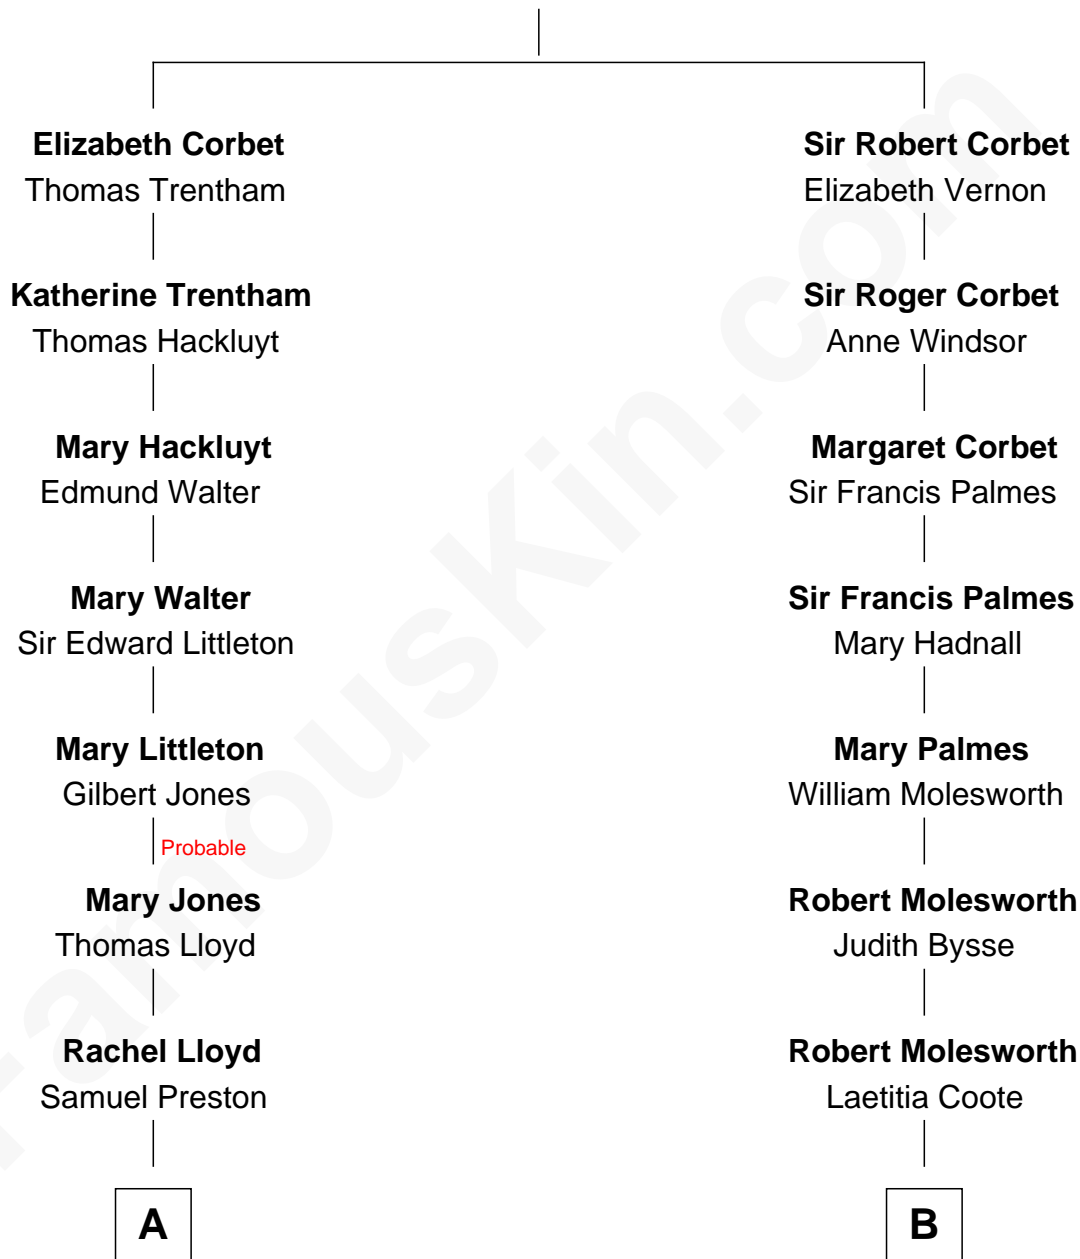 Elizabeth Corbet
Thomas Trentham
Katherine Trentham
Thomas Hackluyt
Mary Hackluyt
Edmund Walter
Mary Walter
Sir Edward Littleton
Mary Littleton
Gilbert Jones
Probable
Mary Jones
Thomas Lloyd
Rachel Lloyd
Samuel Preston
A
Sir Robert Corbet
Elizabeth Vernon
Sir Roger Corbet
Anne Windsor
Margaret Corbet
Sir Francis Palmes
Sir Francis Palmes
Mary Hadnall
Mary Palmes
William Molesworth
Robert Molesworth
Judith Bysse
Robert Molesworth
Laetitia Coote
B
FamousKin.com